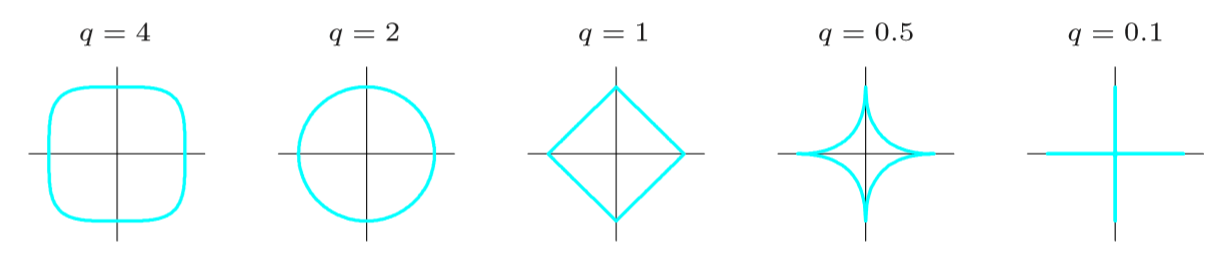 q = 4 q = 2 q = 1 q = 0.5 q = 0.1